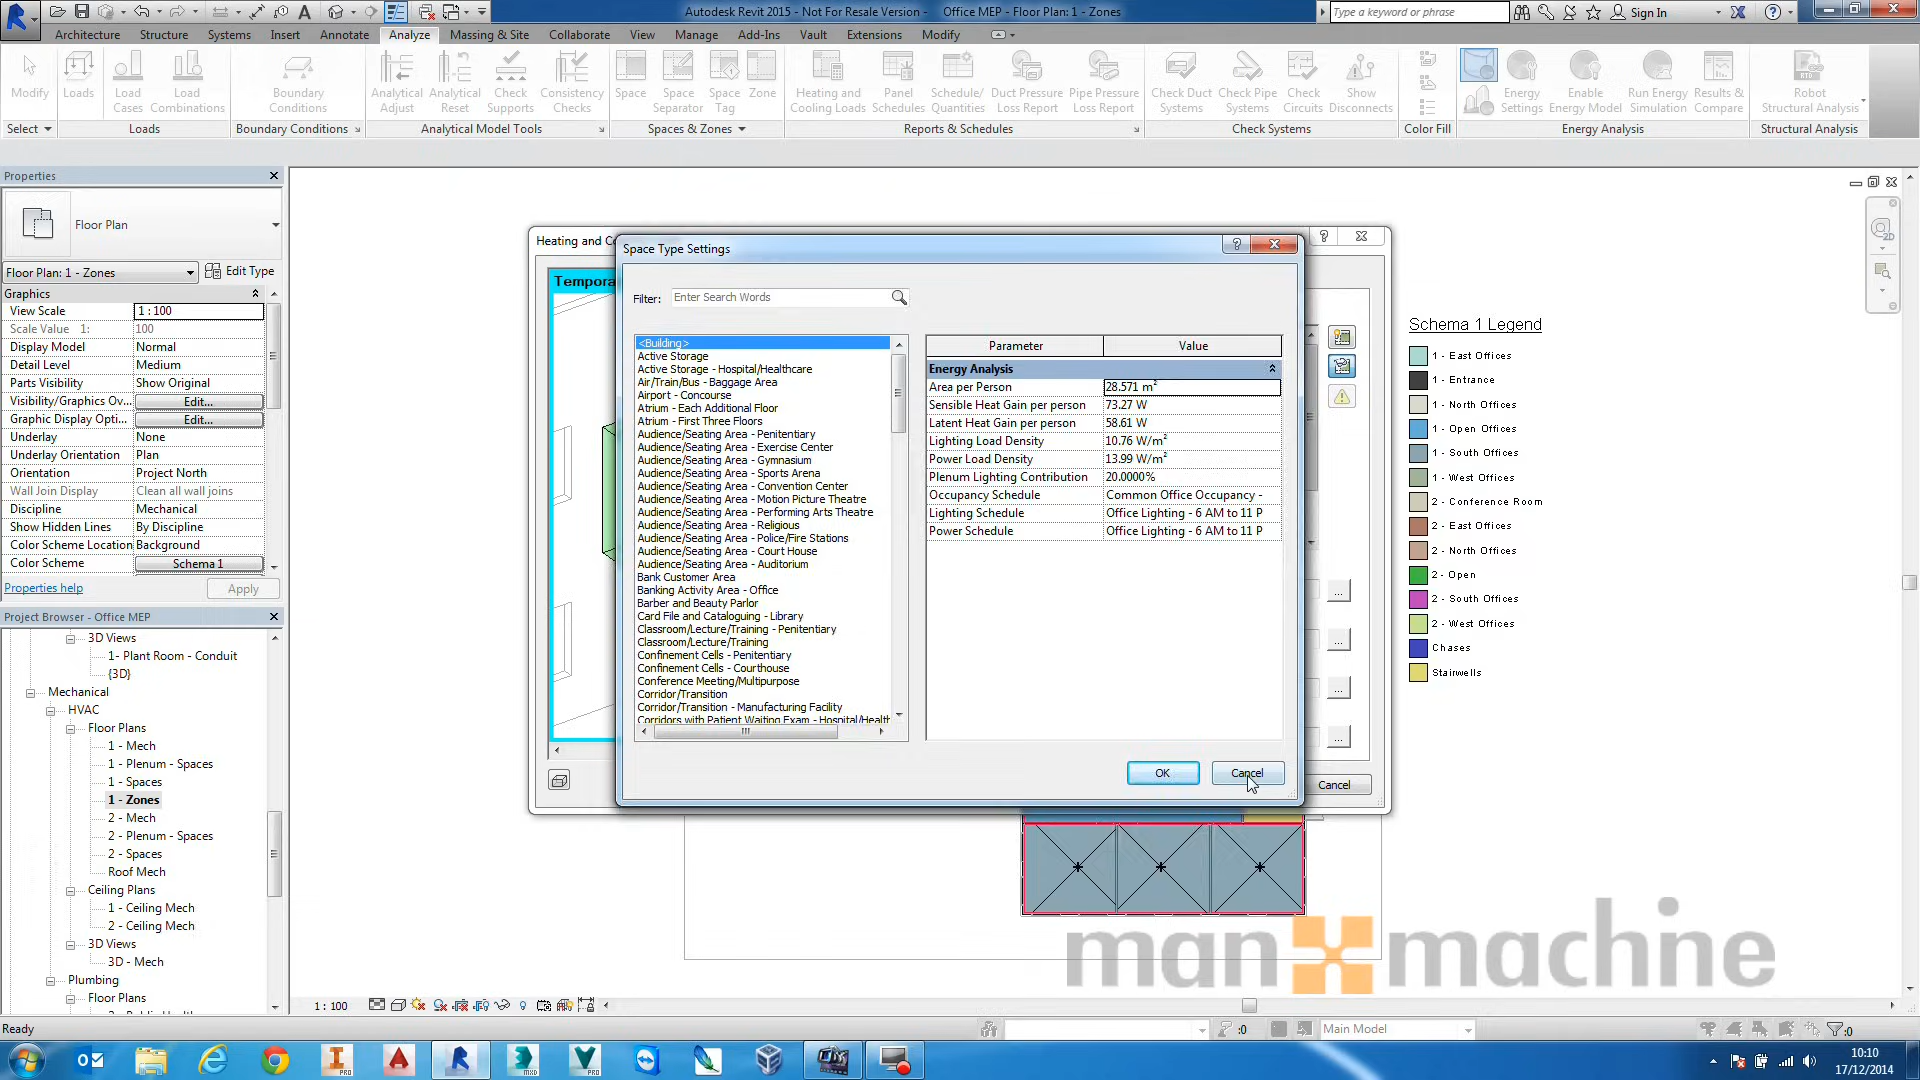 Autodesk Revit 2015 - Not For Resale Version -    Office MEP - Floor Plan: 1 - Zones
Type a keyword or phrase
Sign In
Architecture Structure Systems Insert Annotate Analyze Massing & Site Collaborate View Manage Add-Ins Vault Extensions Modify
Modify
Loads
Load Cases
Load Combinations
Boundary Conditions
Analytical Adjust
Analytical Reset
Check Supports
Consistency Checks
Space
Space Separator
Space Tag
Zone
Heating and Cooling Loads
Panel Schedules
Schedule/ Quantities
Duct Pressure Loss Report
Pipe Pressure Loss Report
Check Duct Systems
Check Pipe Systems
Check Circuits
Show Disconnects
Energy Settings
Enable Energy Model
Run Energy Simulation
Results & Compare
Robot Structural Analysis
Select
Loads
Boundary Conditions
Analytical Model Tools
Spaces & Zones
Reports & Schedules
Check Systems
Color Fill
Energy Analysis
Structural Analysis
Properties
Floor Plan
Floor Plan: 1 - Zones
Edit Type
Graphics
View Scale 1 : 100
Scale Value 1: 100
Display Model Normal
Detail Level Medium
Parts Visibility Show Original
Visibility/Graphics Ov... Edit...
Graphic Display Opti... Edit...
Underlay None
Underlay Orientation Plan
Orientation Project North
Wall Join Display Clean all wall joins
Discipline Mechanical
Show Hidden Lines By Discipline
Color Scheme Location Background
Color Scheme Schema 1
Properties help
Apply
Project Browser - Office MEP
3D Views
1- Plant Room - Conduit
{3D}
Mechanical
HVAC
Floor Plans
1 - Mech
1 - Plenum - Spaces
1 - Spaces
1 - Zones
2 - Mech
2 - Plenum - Spaces
2 - Spaces
Roof Mech
Ceiling Plans
1 - Ceiling Mech
2 - Ceiling Mech
3D Views
3D - Mech
Plumbing
Floor Plans
Heating and Co
Tempora
Space Type Settings
Filter:
Enter Search Words
<Building>
Active Storage
Active Storage - Hospital/Healthcare
Air/Train/Bus - Baggage Area
Airport - Concourse
Atrium - Each Additional Floor
Atrium - First Three Floors
Audience/Seating Area - Penitentiary
Audience/Seating Area - Exercise Center
Audience/Seating Area - Gymnasium
Audience/Seating Area - Sports Arena
Audience/Seating Area - Convention Center
Audience/Seating Area - Motion Picture Theatre
Audience/Seating Area - Performing Arts Theatre
Audience/Seating Area - Religious
Audience/Seating Area - Police/Fire Stations
Audience/Seating Area - Court House
Audience/Seating Area - Auditorium
Bank Customer Area
Banking Activity Area - Office
Barber and Beauty Parlor
Card File and Cataloguing - Library
Classroom/Lecture/Training - Penitentiary
Classroom/Lecture/Training
Confinement Cells - Penitentiary
Confinement Cells - Courthouse
Conference Meeting/Multipurpose
Corridor/Transition
Corridor/Transition - Manufacturing Facility
Corridors with Patient Waiting Exam - Hospital/Health
Parameter Value
Energy Analysis
Area per Person 28.571 m²
Sensible Heat Gain per person 73.27 W
Latent Heat Gain per person 58.61 W
Lighting Load Density 10.76 W/m²
Power Load Density 13.99 W/m²
Plenum Lighting Contribution 20.0000%
Occupancy Schedule Common Office Occupancy -
Lighting Schedule Office Lighting - 6 AM to 11 P
Power Schedule Office Lighting - 6 AM to 11 P
OK
Cancel
Cancel
Schema 1 Legend
1 - East Offices
1 - Entrance
1 - North Offices
1 - Open Offices
1 - South Offices
1 - West Offices
2 - Conference Room
2 - East Offices
2 - North Offices
2 - Open
2 - South Offices
2 - West Offices
Chases
Stairwells
man machine
1 : 100
Ready
:0
Main Model
:0
10:10
17/12/2014